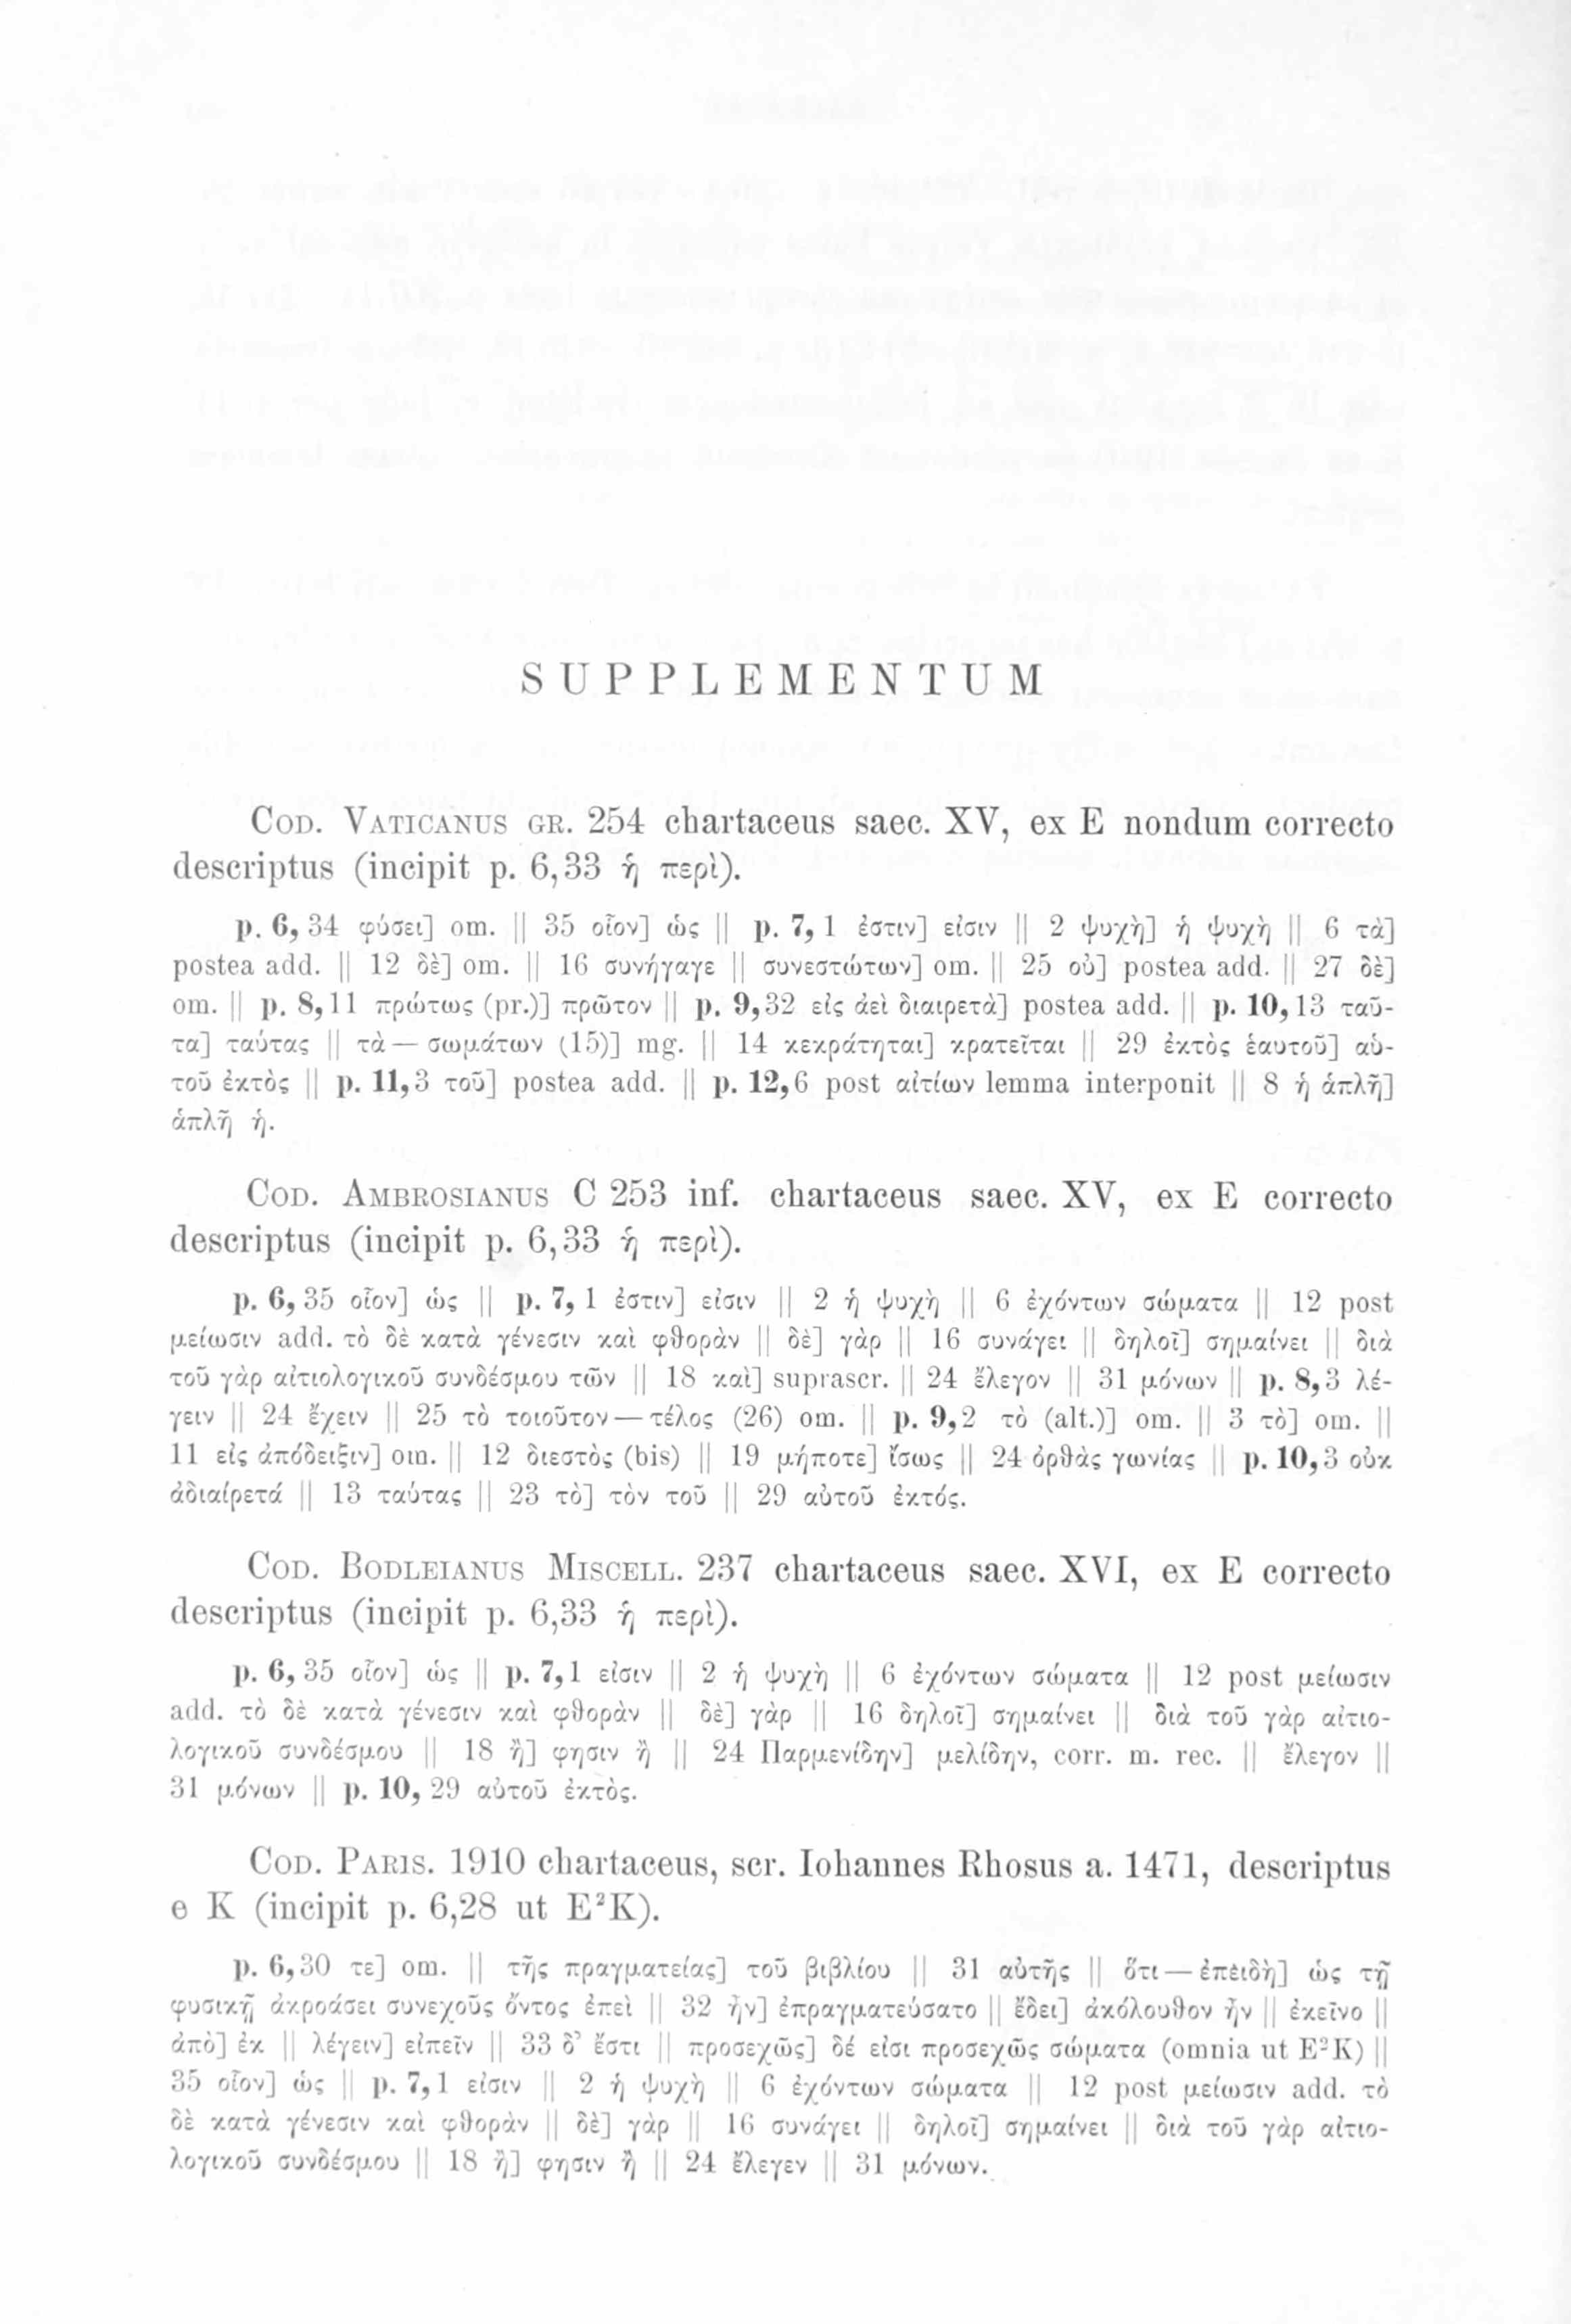 SUPPLEMENTUM
COD. VATICANUS GR. 254 chartaceus saec. XV, ex E nondum correcto
descriptus (incipit p. 6,33 ἡ περὶ).
p. 6, 34 φύσει] om. || 35 οἷον] ὡς || p. 7, 1 ἐστιν] εἰσιν || 2 ψυχὴ] ἡ ψυχὴ || 6 τὰ]
postea add. || 12 δὲ] om. || 16 συνήγαγε || συνεστώτων] om. || 25 οὐ] postea add. || 27 δὲ]
om. || p. 8,11 πρώτως (pr.)] πρῶτον || p. 9,32 εἰς ἀεὶ διαιρετὰ] postea add. || p. 10,13 ταῦ-
τα] ταύτας || τὰ — σωμάτων (15)] mg. || 14 κεκράτηται] κρατεῖται || 29 ἐκτὸς ἑαυτοῦ] αὑ-
τοῦ ἐκτὸς || p. 11,3 τοῦ] postea add. || p. 12,6 post αἰτίων lemma interponit || 8 ἡ ἁπλῆ]
ἁπλῆ ἡ.
COD. AMBROSIANUS C 253 inf. chartaceus saec. XV, ex E correcto
descriptus (incipit p. 6,33 ἡ περὶ).
p. 6, 35 οἷον] ὡς || p. 7, 1 ἐστιν] εἰσιν || 2 ἡ ψυχὴ || 6 ἐχόντων σώματα || 12 post
μείωσιν add. τὸ δὲ κατὰ γένεσιν καὶ φθορὰν || δὲ] γὰρ || 16 συνάγει || δηλοῖ] σημαίνει || διὰ
τοῦ γὰρ αἰτιολογικοῦ συνδέσμου τῶν || 18 καὶ] suprascr. || 24 ἔλεγον || 31 μόνων || p. 8,3 λέ-
γειν || 24 ἔχειν || 25 τὸ τοιοῦτον — τέλος (26) om. || p. 9,2 τὸ (alt.)] om. || 3 τὸ] om. ||
11 εἰς ἀπόδειξιν] om. || 12 διεστὸς (bis) || 19 μήποτε] ἴσως || 24 ὀρθὰς γωνίας || p. 10,3 οὐκ
ἀδιαίρετά || 13 ταύτας || 23 τὸ] τὸν τοῦ || 29 αὑτοῦ ἐκτός.
COD. BODLEIANUS MISCELL. 237 chartaceus saec. XVI, ex E correcto
descriptus (incipit p. 6,33 ἡ περὶ).
p. 6, 35 οἷον] ὡς || p. 7,1 εἰσιν || 2 ἡ ψυχὴ || 6 ἐχόντων σώματα || 12 post μείωσιν
add. τὸ δὲ κατὰ γένεσιν καὶ φθορὰν || δὲ] γὰρ || 16 δηλοῖ] σημαίνει || διὰ τοῦ γὰρ αἰτιο-
λογικοῦ συνδέσμου || 18 ἢ] φησιν ἢ || 24 Παρμενίδην] μελίδην, corr. m. rec. || ἔλεγον ||
31 μόνων || p. 10, 29 αὑτοῦ ἐκτὸς.
COD. PARIS. 1910 chartaceus, scr. Iohannes Rhosus a. 1471, descriptus
e K (incipit p. 6,28 ut E²K).
p. 6,30 τε] om. || τῆς πραγματείας] τοῦ βιβλίου || 31 αὐτῆς || ὅτι — ἐπειδὴ] ὡς τῇ
φυσικῇ ἀκροάσει συνεχοῦς ὄντος ἐπεὶ || 32 ἦν] ἐπραγματεύσατο || ἔδει] ἀκόλουθον ἦν || ἐκεῖνο ||
ἀπὸ] ἐκ || λέγειν] εἰπεῖν || 33 δ’ ἔστι || προσεχῶς] δέ εἰσι προσεχῶς σώματα (omnia ut E²K) ||
35 οἷον] ὡς || p. 7,1 εἰσιν || 2 ἡ ψυχὴ || 6 ἐχόντων σώματα || 12 post μείωσιν add. τὸ
δὲ κατὰ γένεσιν καὶ φθορὰν || δὲ] γὰρ || 16 συνάγει || δηλοῖ] σημαίνει || διὰ τοῦ γὰρ αἰτιο-
λογικοῦ συνδέσμου || 18 ἢ] φησιν ἢ || 24 ἔλεγεν || 31 μόνων.